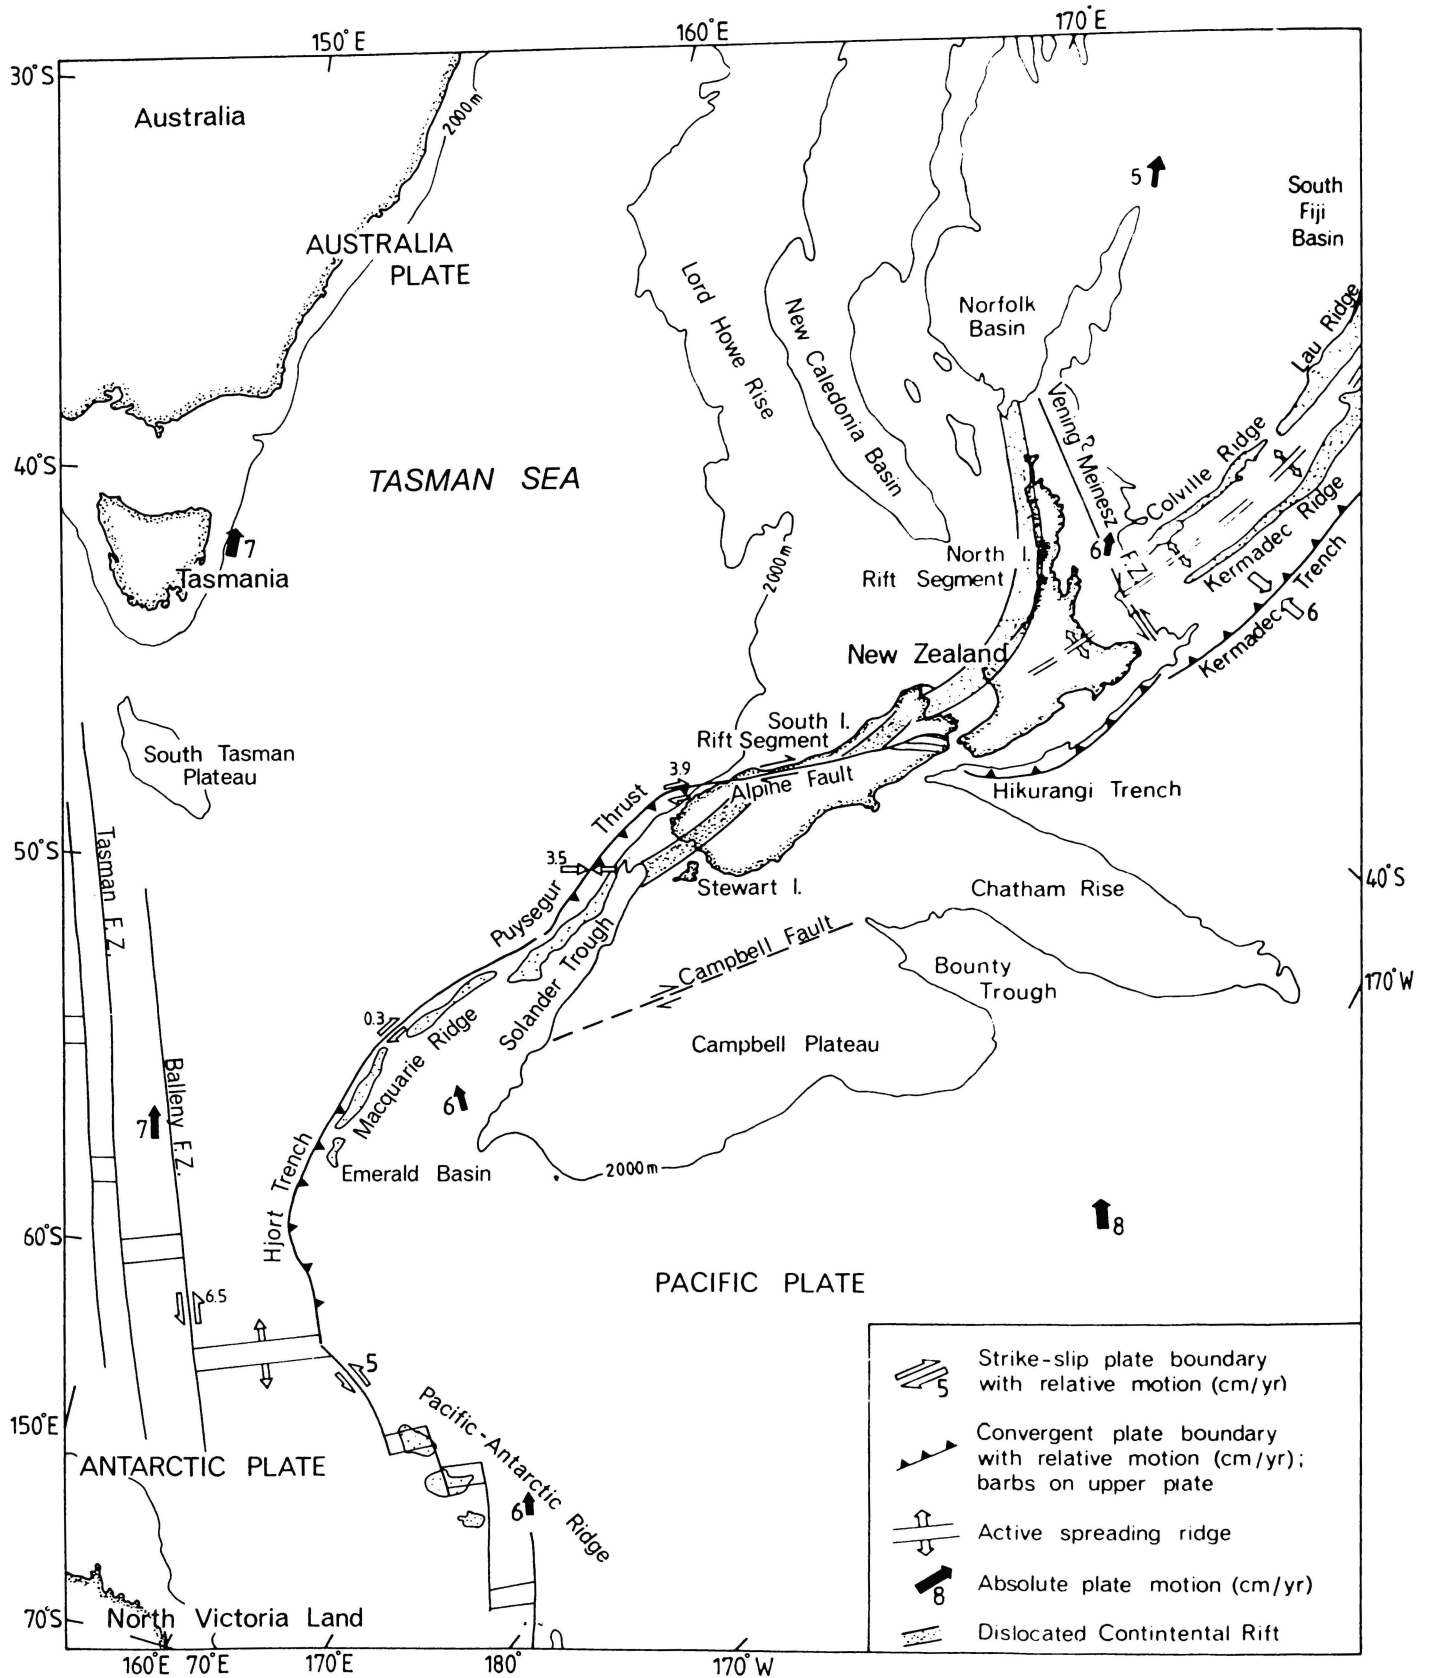 150°E
160°E
170°E
30°S
Australia
2000m
5
South
Fiji
Basin
AUSTRALIA
PLATE
Lord Howe Rise
New Caledonia Basin
Norfolk
Basin
Lau Ridge
40°S
TASMAN SEA
Vening Meinesz F.Z.
?
Colville Ridge
Kermadec Ridge
Kermadec Trench
7
Tasmania
2000m
North I.
Rift Segment
6
6
New Zealand
South Tasman
Plateau
South I.
Rift Segment
3.9
Alpine Fault
Hikurangi Trench
Puysegur Thrust
50°S
3.5
Stewart I.
Chatham Rise
40°S
Tasman F.Z.
Solander Trough
Campbell Fault
Bounty
Trough
170°W
0.3
Macquarie Ridge
Campbell Plateau
Balleny F.Z.
7
6
Hjort Trench
Emerald Basin
2000m
60°S
8
PACIFIC PLATE
6.5
5
150°E
Pacific-Antarctic Ridge
ANTARCTIC PLATE
6
70°S
North Victoria Land
160°E
70°E
170°E
180°
170°W
5
Strike-slip plate boundary
with relative motion (cm/yr)
Convergent plate boundary
with relative motion (cm/yr);
barbs on upper plate
Active spreading ridge
8
Absolute plate motion (cm/yr)
Dislocated Contintental Rift